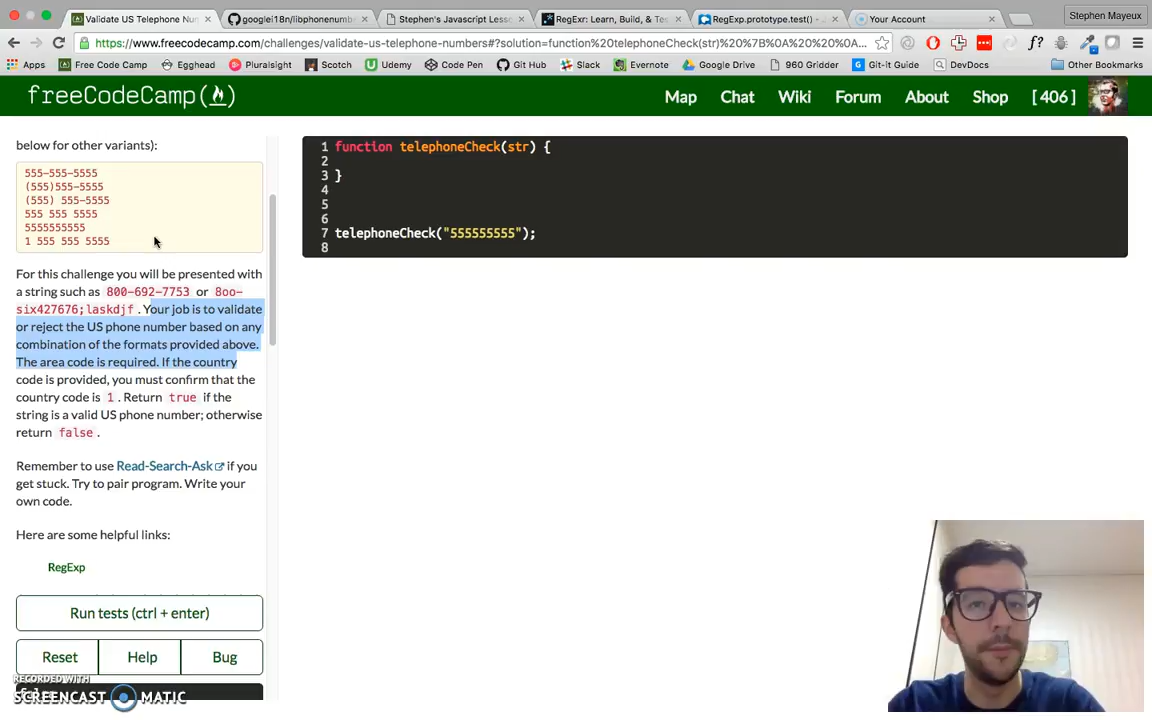 Stephen Mayeux
Validate US Telephone Nun
googlei18n/libphonenumb
Stephen's Javascript Less
RegExr: Learn, Build, & Tes
RegExp.prototype.test() -
Your Account
https://www.freecodecamp.com/challenges/validate-us-telephone-numbers#?solution=function%20telephoneCheck(str)%20%7B%0A%20%20%0A...
Apps Free Code Camp Egghead Pluralsight Scotch Udemy Code Pen Git Hub Slack Evernote Google Drive 960 Gridder Git-it Guide DevDocs Other Bookmarks
freeCodeCamp( ) Map Chat Wiki Forum About Shop [ 406 ]
below for other variants):
555-555-5555
(555)555-5555
(555) 555-5555
555 555 5555
5555555555
1 555 555 5555
For this challenge you will be presented with
a string such as 800-692-7753 or 8oo-
six427676;laskdjf . Your job is to validate
or reject the US phone number based on any
combination of the formats provided above.
The area code is required. If the country
code is provided, you must confirm that the
country code is 1 . Return true if the
string is a valid US phone number; otherwise
return false .
Remember to use Read-Search-Ask if you
get stuck. Try to pair program. Write your
own code.
Here are some helpful links:
RegExp
Run tests (ctrl + enter)
Reset Help Bug
RECORDED WITH
SCREENCAST MATIC
1 function telephoneCheck(str) {
2
3 }
4
5
6
7 telephoneCheck("555555555");
8